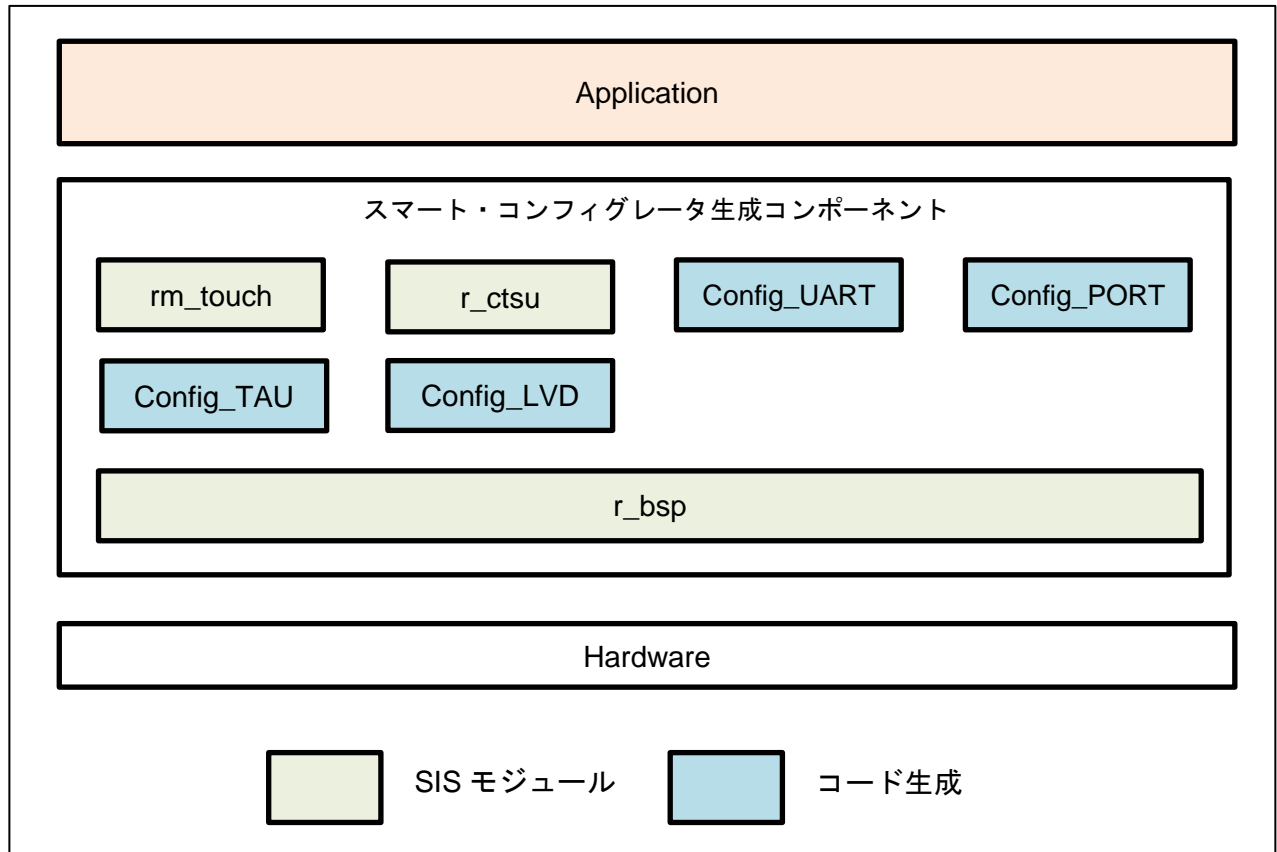 Application
スマート・コンフィグレータ生成コンポーネント
rm_touch
r_ctsu
Config_UART
Config_PORT
Config_TAU
Config_LVD
r_bsp
Hardware
SIS モジュール
コード生成